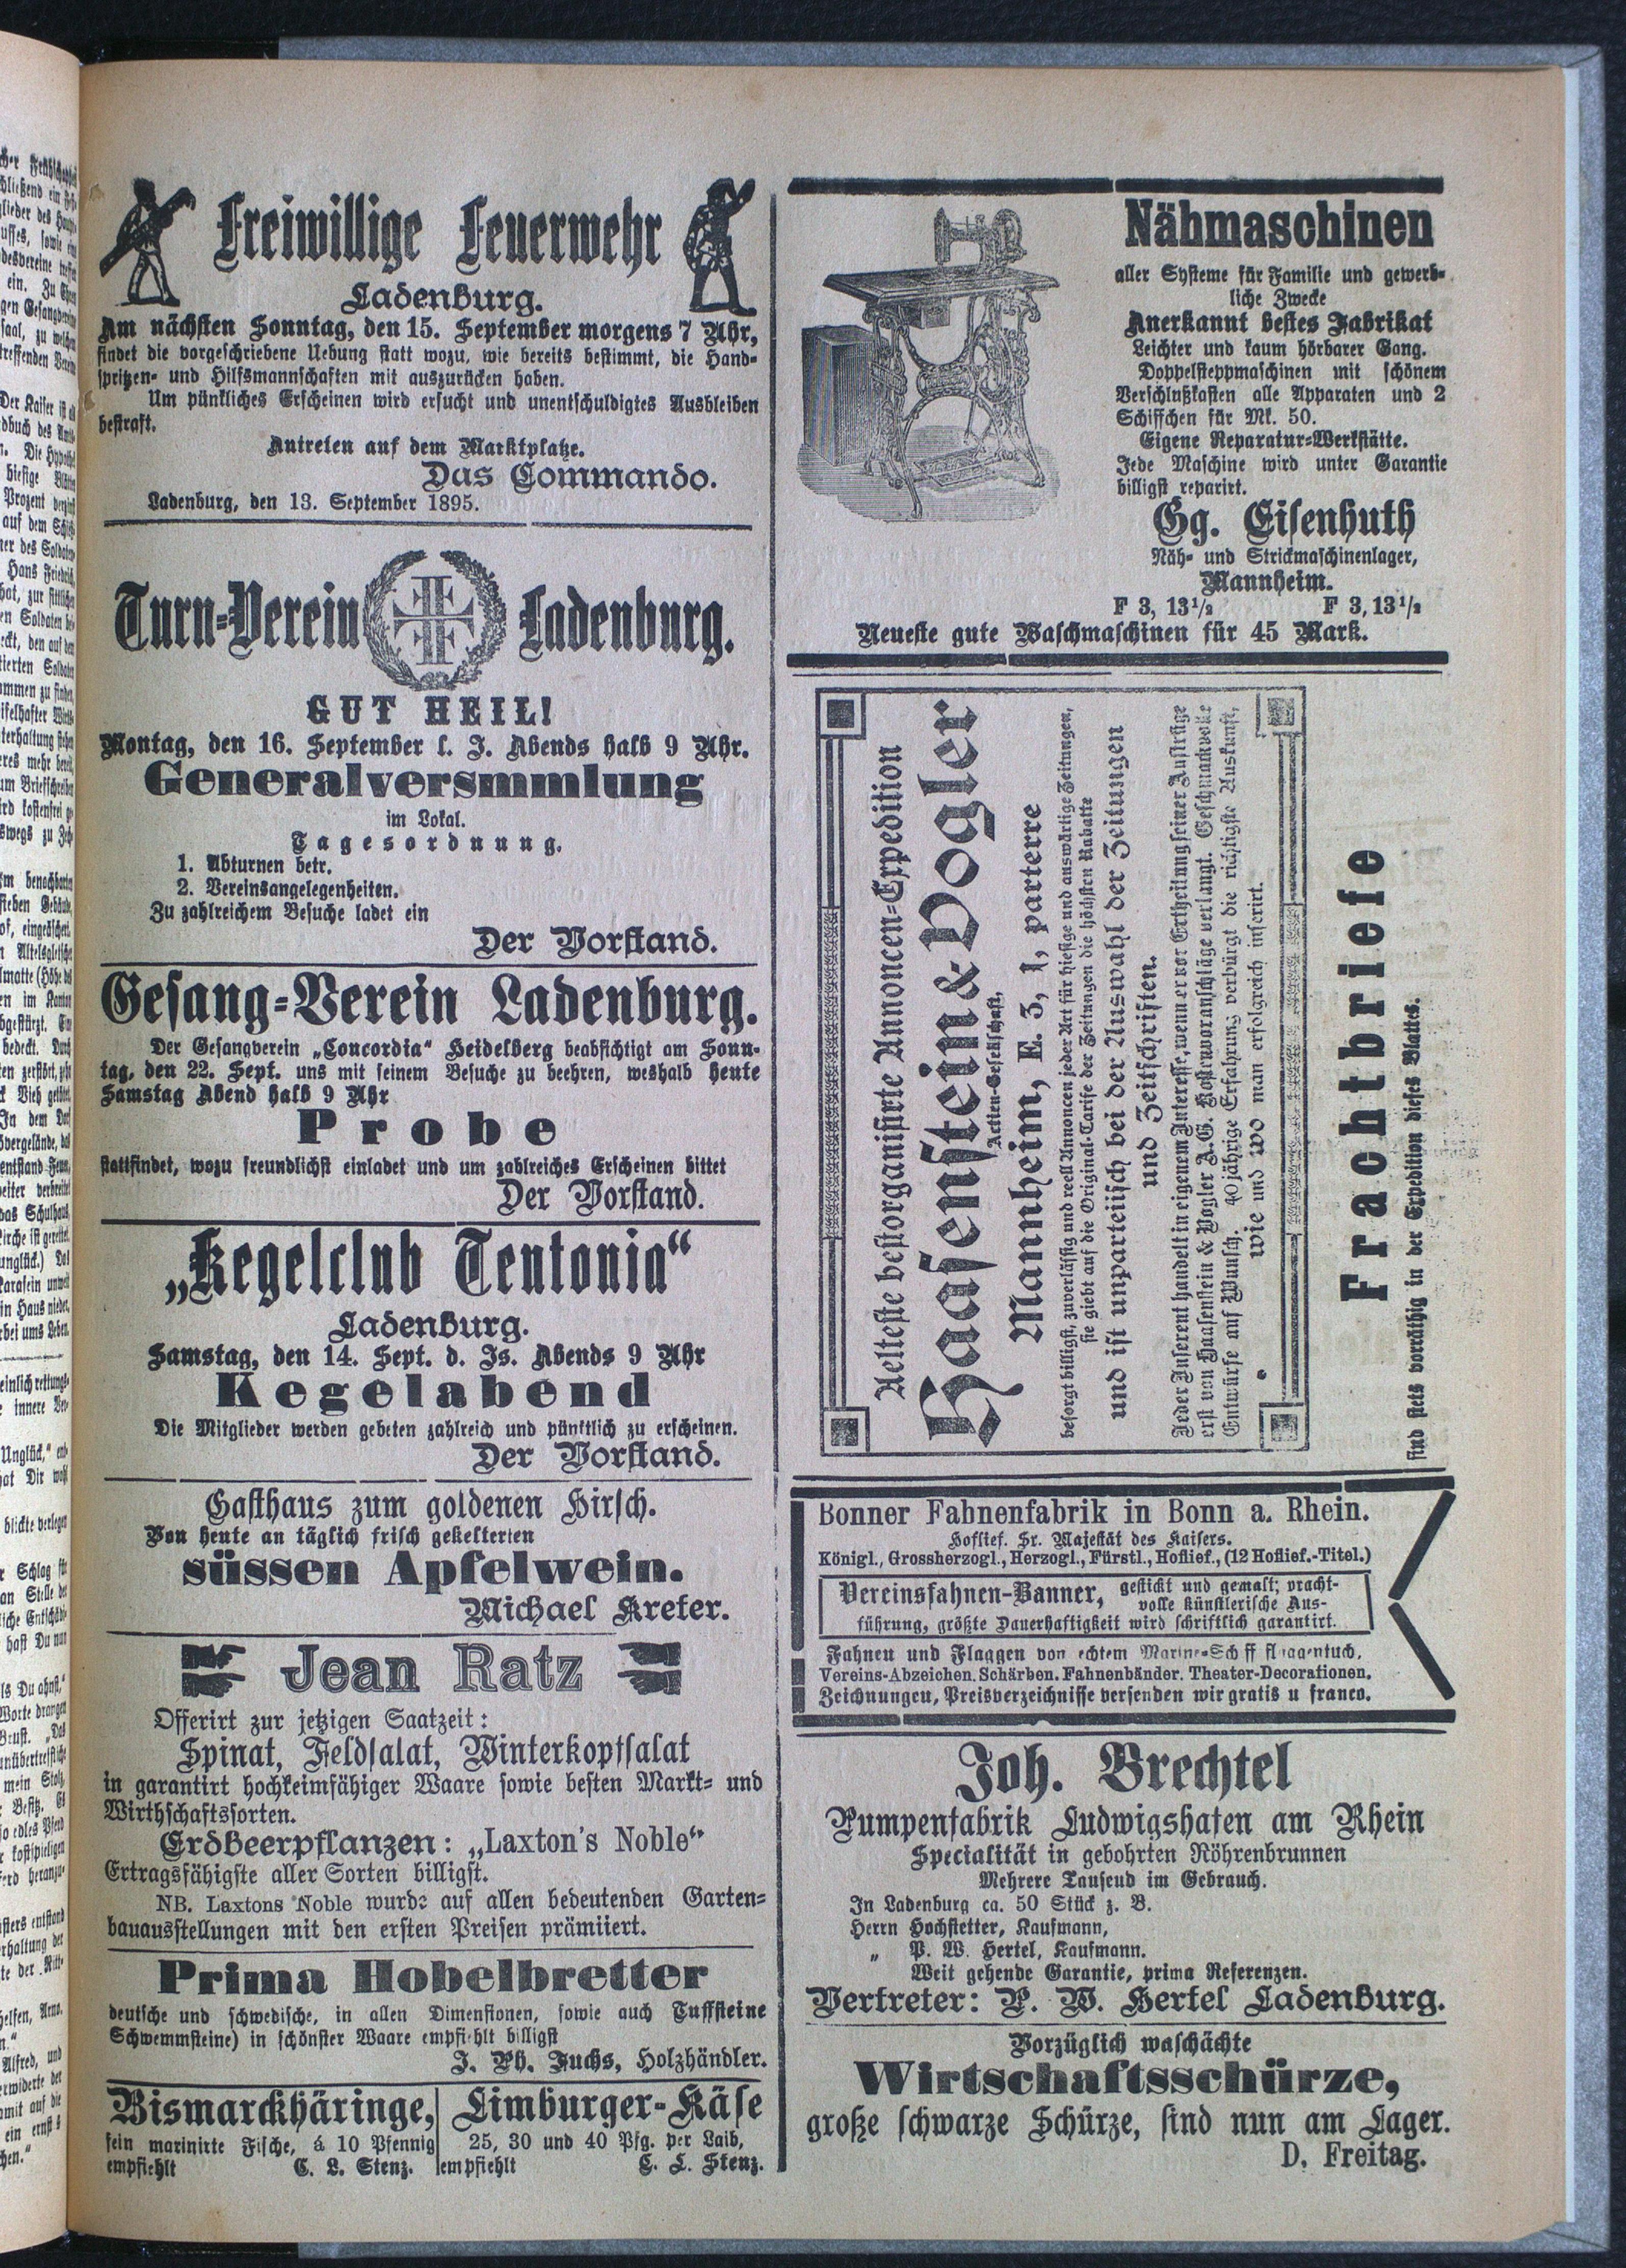 Freiwillige Feuerwehr
Ladenburg.
Am nächsten Sonntag, den 15. September morgens 7 Uhr,
findet die vorgeschriebene Uebung statt wozu, wie bereits bestimmt, die Hand-
spritzen- und Hilfsmannschaften mit auszurücken haben.
Um pünktliches Erscheinen wird ersucht und unentschuldigtes Ausbleiben
bestraft.
Antreten auf dem Marktplatze.
Das Commando.
Ladenburg, den 13. September 1895.
Turn-Verein Ladenburg.
GUT HEIL!
Montag, den 16. September l. J. Abends halb 9 Uhr.
Generalversmmlung
im Lokal.
Tagesordnung.
1. Abturnen betr.
2. Vereinsangelegenheiten.
Zu zahlreichem Besuche ladet ein
Der Vorstand.
Gesang-Verein Ladenburg.
Der Gesangverein „Concordia“ Heidelberg beabsichtigt am Sonn-
tag, den 22. Sept. uns mit seinem Besuche zu beehren, weshalb heute
Samstag Abend halb 9 Uhr
Probe
stattfindet, wozu freundlichst einladet und um zahlreiches Erscheinen bittet
Der Vorstand.
„Kegelclub Teutonia“
Ladenburg.
Samstag, den 14. Sept. d. Js. Abends 9 Uhr
Kegelabend
Die Mitglieder werden gebeten zahlreich und pünktlich zu erscheinen.
Der Vorstand.
Gasthaus zum goldenen Hirsch.
Von heute an täglich frisch gekelterten
süssen Apfelwein.
Michael Kreter.
Jean Ratz
Offerirt zur jetzigen Saatzeit:
Spinat, Feldsalat, Winterkopfsalat
in garantirt hochkeimfähiger Waare sowie besten Markt- und
Wirthschaftssorten.
Erdbeerpflanzen: „Laxton's Noble“
Ertragsfähigste aller Sorten billigst.
NB. Laxtons Noble wurde auf allen bedeutenden Garten-
bauausstellungen mit den ersten Preisen prämiiert.
Prima Hobelbretter
deutsche und schwedische, in allen Dimensionen, sowie auch Tuffsteine
Schwemmsteine) in schönster Waare empfiehlt billigst
J. Ph. Fuchs, Holzhändler.
Bismarckhäringe,
fein marinirte Fische, á 10 Pfennig
empfiehlt C. L. Stenz.
Limburger-Käse
25, 30 und 40 Pfg. per Laib,
empfiehlt C. L. Stenz.
Nähmaschinen
aller Systeme für Familie und gewerb-
liche Zwecke
Anerkannt bestes Fabrikat
Leichter und kaum hörbarer Gang.
Doppelsteppmaschinen mit schönem
Verschlußkasten alle Apparaten und 2
Schiffchen für Mk. 50.
Eigene Reparatur-Werkstätte.
Jede Maschine wird unter Garantie
billigst reparirt.
Gg. Eisenhuth
Näh- und Strickmaschinenlager,
Mannheim.
F 3, 13½ F 3, 13½
Neueste gute Waschmaschinen für 45 Mark.
Aelteste bestorganisirte Annoncen-Expedition
Haasenstein & Vogler
Actien-Gesellschaft,
Mannheim, E. 3, 1, parterre
besorgt billigst, zuverlässig und reell Annoncen jeder Art für hiesige und auswärtige Zeitungen,
sie giebt auf die Original-Tarife der Zeitungen die höchsten Rabatte
und ist unparteiisch bei der Auswahl der Zeitungen
und Zeitschriften.
Jeder Inserent handelt in eigenem Interesse, wenn er vor Ertheilung seiner Aufträge
erst von Haasenstein & Vogler A.G. Kostenvoranschläge verlangt. Geschmackvolle
Entwürfe auf Wunsch. 40 jährige Erfahrung verbürgt die richtigste Auskunft,
wie und wo man erfolgreich inserirt.
Frachtbriefe
sind stets vorräthig in der Expedition dieses Blattes.
Bonner Fahnenfabrik in Bonn a. Rhein.
Hoflief. Sr. Majestät des Kaisers.
Königl., Grossherzogl., Herzogl., Fürstl., Hoflief., (12 Hoflief.-Titel.)
Vereinsfahnen-Banner, gestickt und gemalt; pracht-
volle künstlerische Aus-
führung, größte Dauerhaftigkeit wird schriftlich garantirt.
Fahnen und Flaggen von echtem Marine-Schiff flaggentuch.
Vereins-Abzeichen. Schärben. Fahnenbänder. Theater-Decorationen.
Zeichnungen, Preisverzeichnisse versenden wir gratis u franco.
Joh. Brechtel
Pumpenfabrik Ludwigshafen am Rhein
Specialität in gebohrten Röhrenbrunnen
Mehrere Tausend im Gebrauch.
In Ladenburg ca. 50 Stück z. B.
Herrn Hochstetter, Kaufmann,
„ P. W. Hertel, Kaufmann.
Weit gehende Garantie, prima Referenzen.
Vertreter: P. W. Hertel Ladenburg.
Vorzüglich waschächte
Wirtschaftsschürze,
große schwarze Schürze, sind nun am Lager.
D. Freitag.